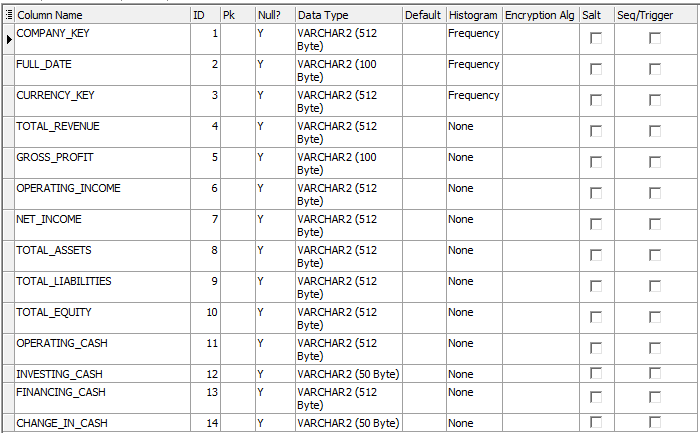 Column Name ID Pk Null? Data Type Default Histogram Encryption Alg Salt Seq/Trigger
COMPANY_KEY 1 Y VARCHAR2 (512 Frequency
Byte)
FULL_DATE 2 Y VARCHAR2 (100 Frequency
Byte)
CURRENCY_KEY 3 Y VARCHAR2 (512 Frequency
Byte)
TOTAL_REVENUE 4 Y VARCHAR2 (512 None
Byte)
GROSS_PROFIT 5 Y VARCHAR2 (100 None
Byte)
OPERATING_INCOME 6 Y VARCHAR2 (512 None
Byte)
NET_INCOME 7 Y VARCHAR2 (512 None
Byte)
TOTAL_ASSETS 8 Y VARCHAR2 (512 None
Byte)
TOTAL_LIABILITIES 9 Y VARCHAR2 (512 None
Byte)
TOTAL_EQUITY 10 Y VARCHAR2 (512 None
Byte)
OPERATING_CASH 11 Y VARCHAR2 (512 None
Byte)
INVESTING_CASH 12 Y VARCHAR2 (50 Byte) None
FINANCING_CASH 13 Y VARCHAR2 (512 None
Byte)
CHANGE_IN_CASH 14 Y VARCHAR2 (50 Byte) None